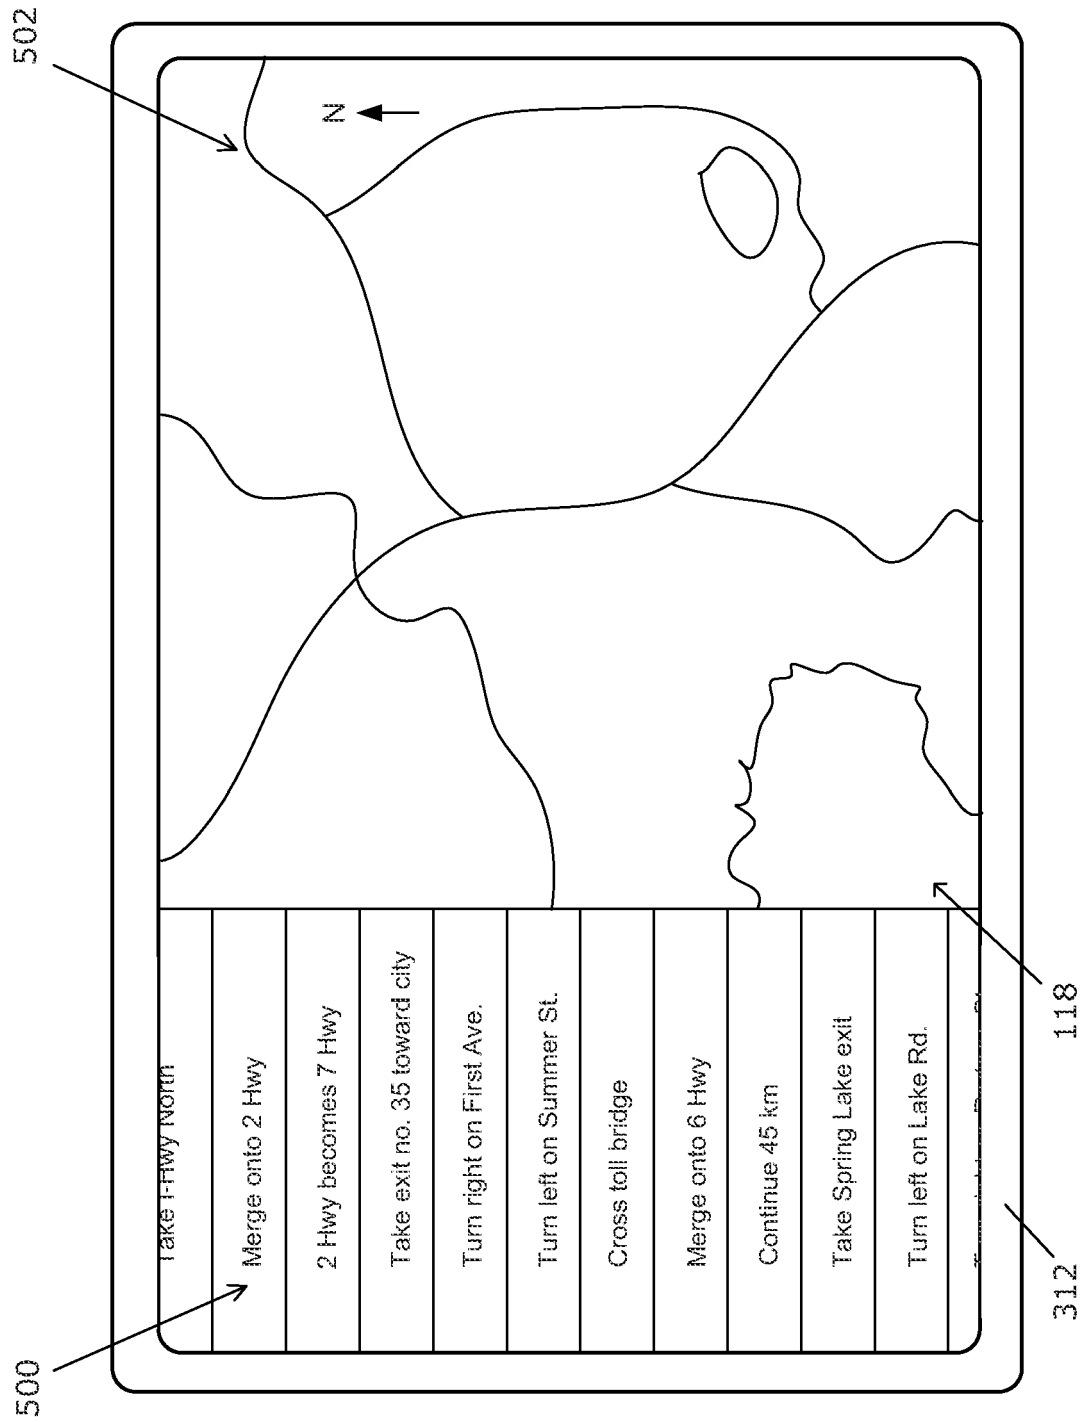 500
502
Take I-Hwy North
Merge onto 2 Hwy
2 Hwy becomes 7 Hwy
Take exit no. 35 toward city
Turn right on First Ave.
Turn left on Summer St.
Cross toll bridge
Merge onto 6 Hwy
Continue 45 km
Take Spring Lake exit
Turn left on Lake Rd.
N
312
118